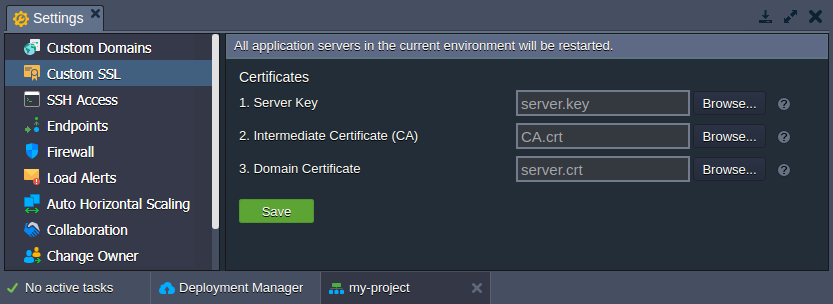 Settings
Custom Domains
Custom SSL
SSH Access
Endpoints
Firewall
Load Alerts
Auto Horizontal Scaling
Collaboration
Change Owner
All application servers in the current environment will be restarted.
Certificates
1. Server Key server.key Browse... ?
2. Intermediate Certificate (CA) CA.crt Browse... ?
3. Domain Certificate server.crt Browse... ?
Save
No active tasks Deployment Manager my-project